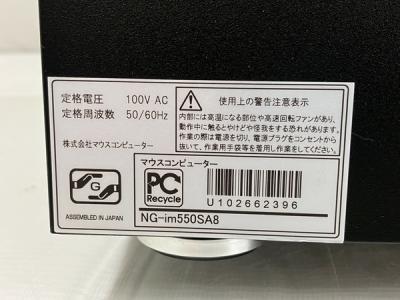 定格電圧 100V AC
定格周波数 50/60Hz
株式会社マウスコンピューター
G
ASSEMBLED IN JAPAN
使用上の警告注意表示
内部には高温になる部位や高速回転ファンがあり、
動作中に触るとやけどや怪我をする恐れがあります。
作業の際は電源を切り、電源プラグをコンセントから
抜いて、作業用手袋等を着用し作業をしてください。
マウスコンピューター
PC
Recycle
U102662396
NG-im550SA8